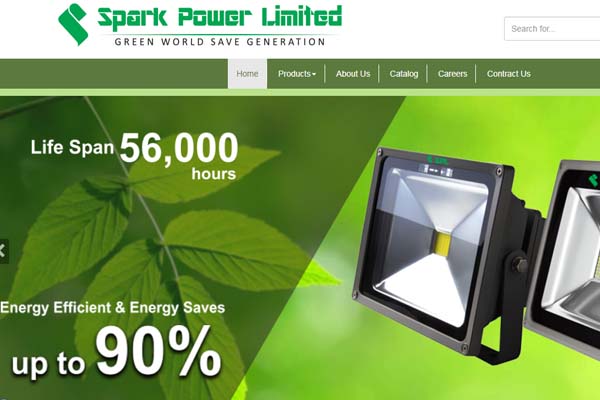 Spark Power Limited
GREEN WORLD SAVE GENERATION
Search for...
Home Products About Us Catalog Careers Contract Us
Life Span 56,000
hours
Energy Efficient & Energy Saves
up to 90%
SPL